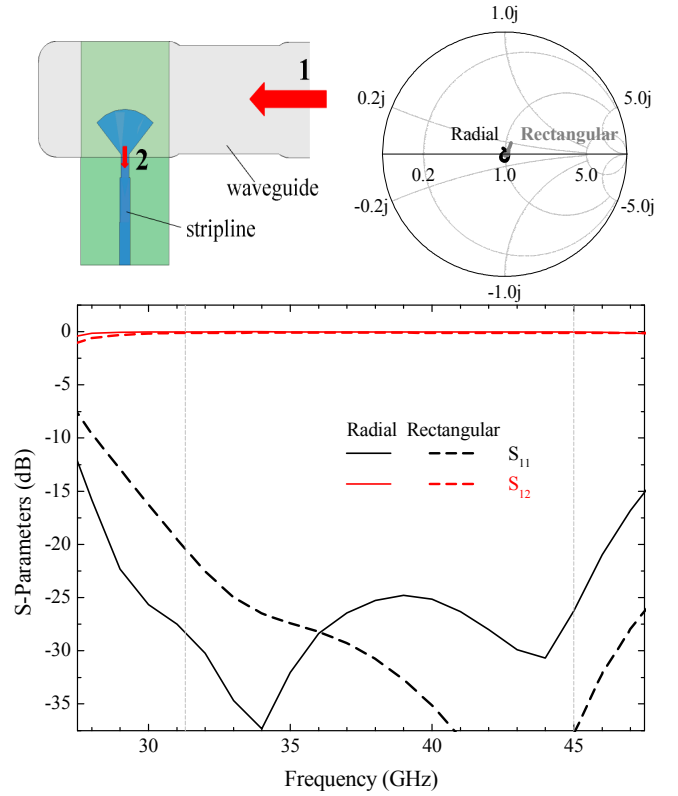 1
2
waveguide
stripline
1.0j
0.2j
5.0j
Radial Rectangular
0.2 1.0 5.0
-0.2j
-5.0j
-1.0j
0
-5
-10
-15
-20
-25
-30
-35
S-Parameters (dB)
Radial Rectangular
S11
S12
30 35 40 45
Frequency (GHz)